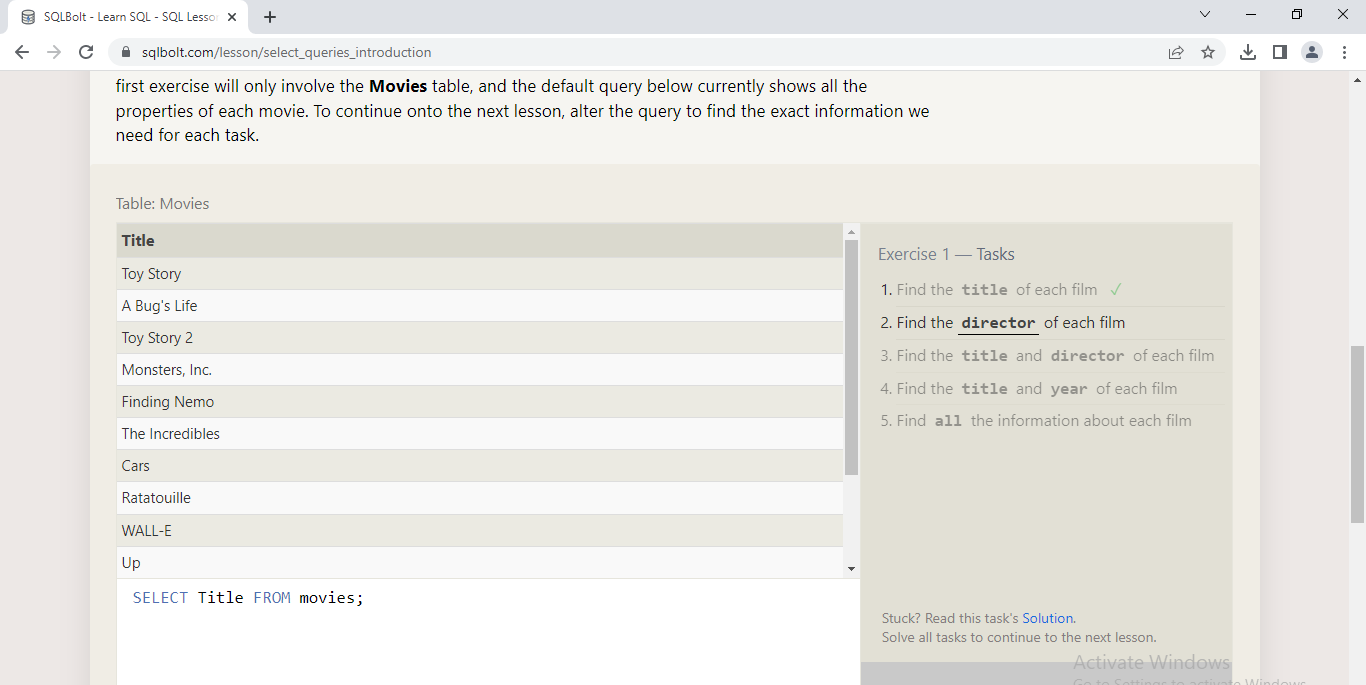 SQLBolt - Learn SQL - SQL Lesso
sqlbolt.com/lesson/select_queries_introduction
first exercise will only involve the Movies table, and the default query below currently shows all the
properties of each movie. To continue onto the next lesson, alter the query to find the exact information we
need for each task.
Table: Movies
Title
Toy Story
A Bug's Life
Toy Story 2
Monsters, Inc.
Finding Nemo
The Incredibles
Cars
Ratatouille
WALL-E
Up
SELECT Title FROM movies;
Exercise 1 — Tasks
1. Find the title of each film ✓
2. Find the director of each film
3. Find the title and director of each film
4. Find the title and year of each film
5. Find all the information about each film
Stuck? Read this task's Solution.
Solve all tasks to continue to the next lesson.
Activate Windows
Go to Settings to activate Windows.